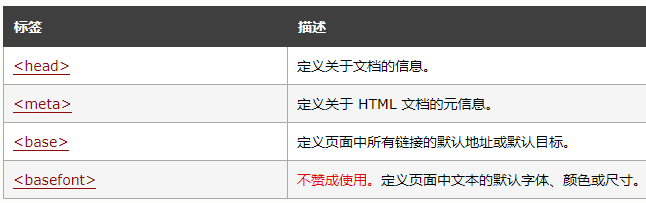 标签 描述
<head> 定义关于文档的信息。
<meta> 定义关于 HTML 文档的元信息。
<base> 定义页面中所有链接的默认地址或默认目标。
<basefont> 不赞成使用。定义页面中文本的默认字体、颜色或尺寸。